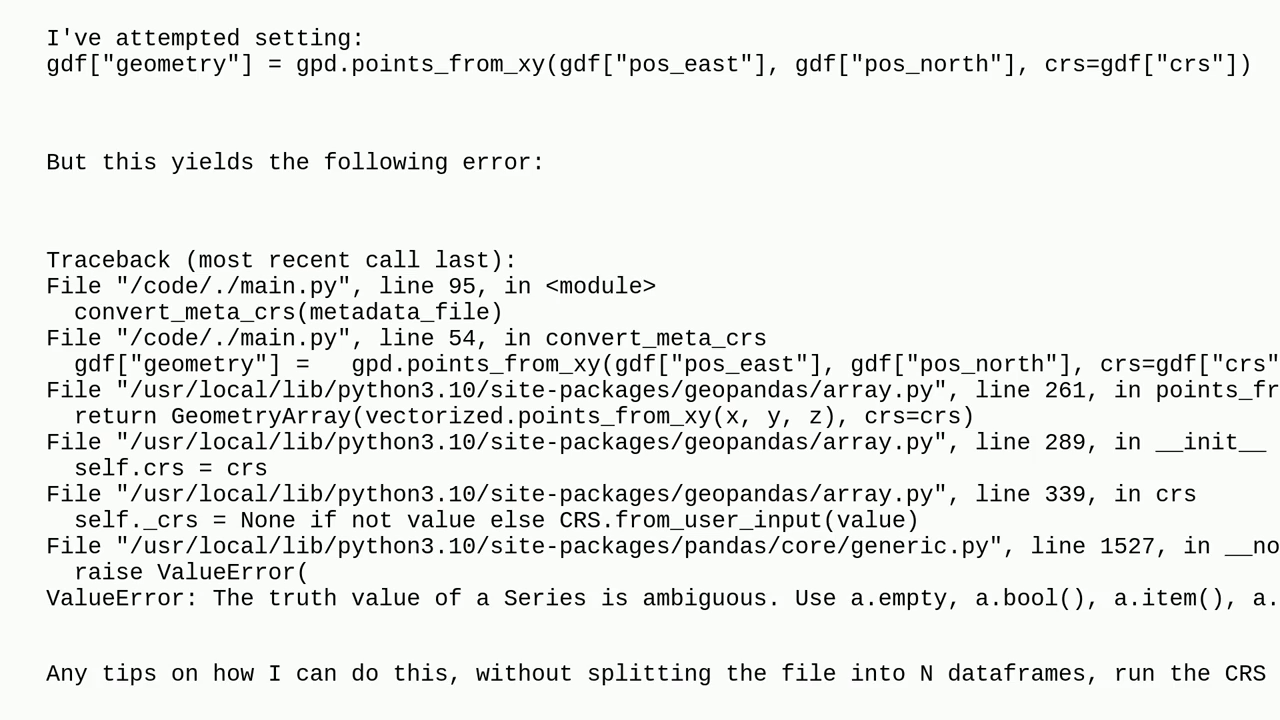 I've attempted setting:
gdf["geometry"] = gpd.points_from_xy(gdf["pos_east"], gdf["pos_north"], crs=gdf["crs"])
But this yields the following error:
Traceback (most recent call last):
File "/code/./main.py", line 95, in <module>
convert_meta_crs(metadata_file)
File "/code/./main.py", line 54, in convert_meta_crs
gdf["geometry"] =   gpd.points_from_xy(gdf["pos_east"], gdf["pos_north"], crs=gdf["crs"
File "/usr/local/lib/python3.10/site-packages/geopandas/array.py", line 261, in points_fr
return GeometryArray(vectorized.points_from_xy(x, y, z), crs=crs)
File "/usr/local/lib/python3.10/site-packages/geopandas/array.py", line 289, in __init__
self.crs = crs
File "/usr/local/lib/python3.10/site-packages/geopandas/array.py", line 339, in crs
self._crs = None if not value else CRS.from_user_input(value)
File "/usr/local/lib/python3.10/site-packages/pandas/core/generic.py", line 1527, in __no
raise ValueError(
ValueError: The truth value of a Series is ambiguous. Use a.empty, a.bool(), a.item(), a.
Any tips on how I can do this, without splitting the file into N dataframes, run the CRS